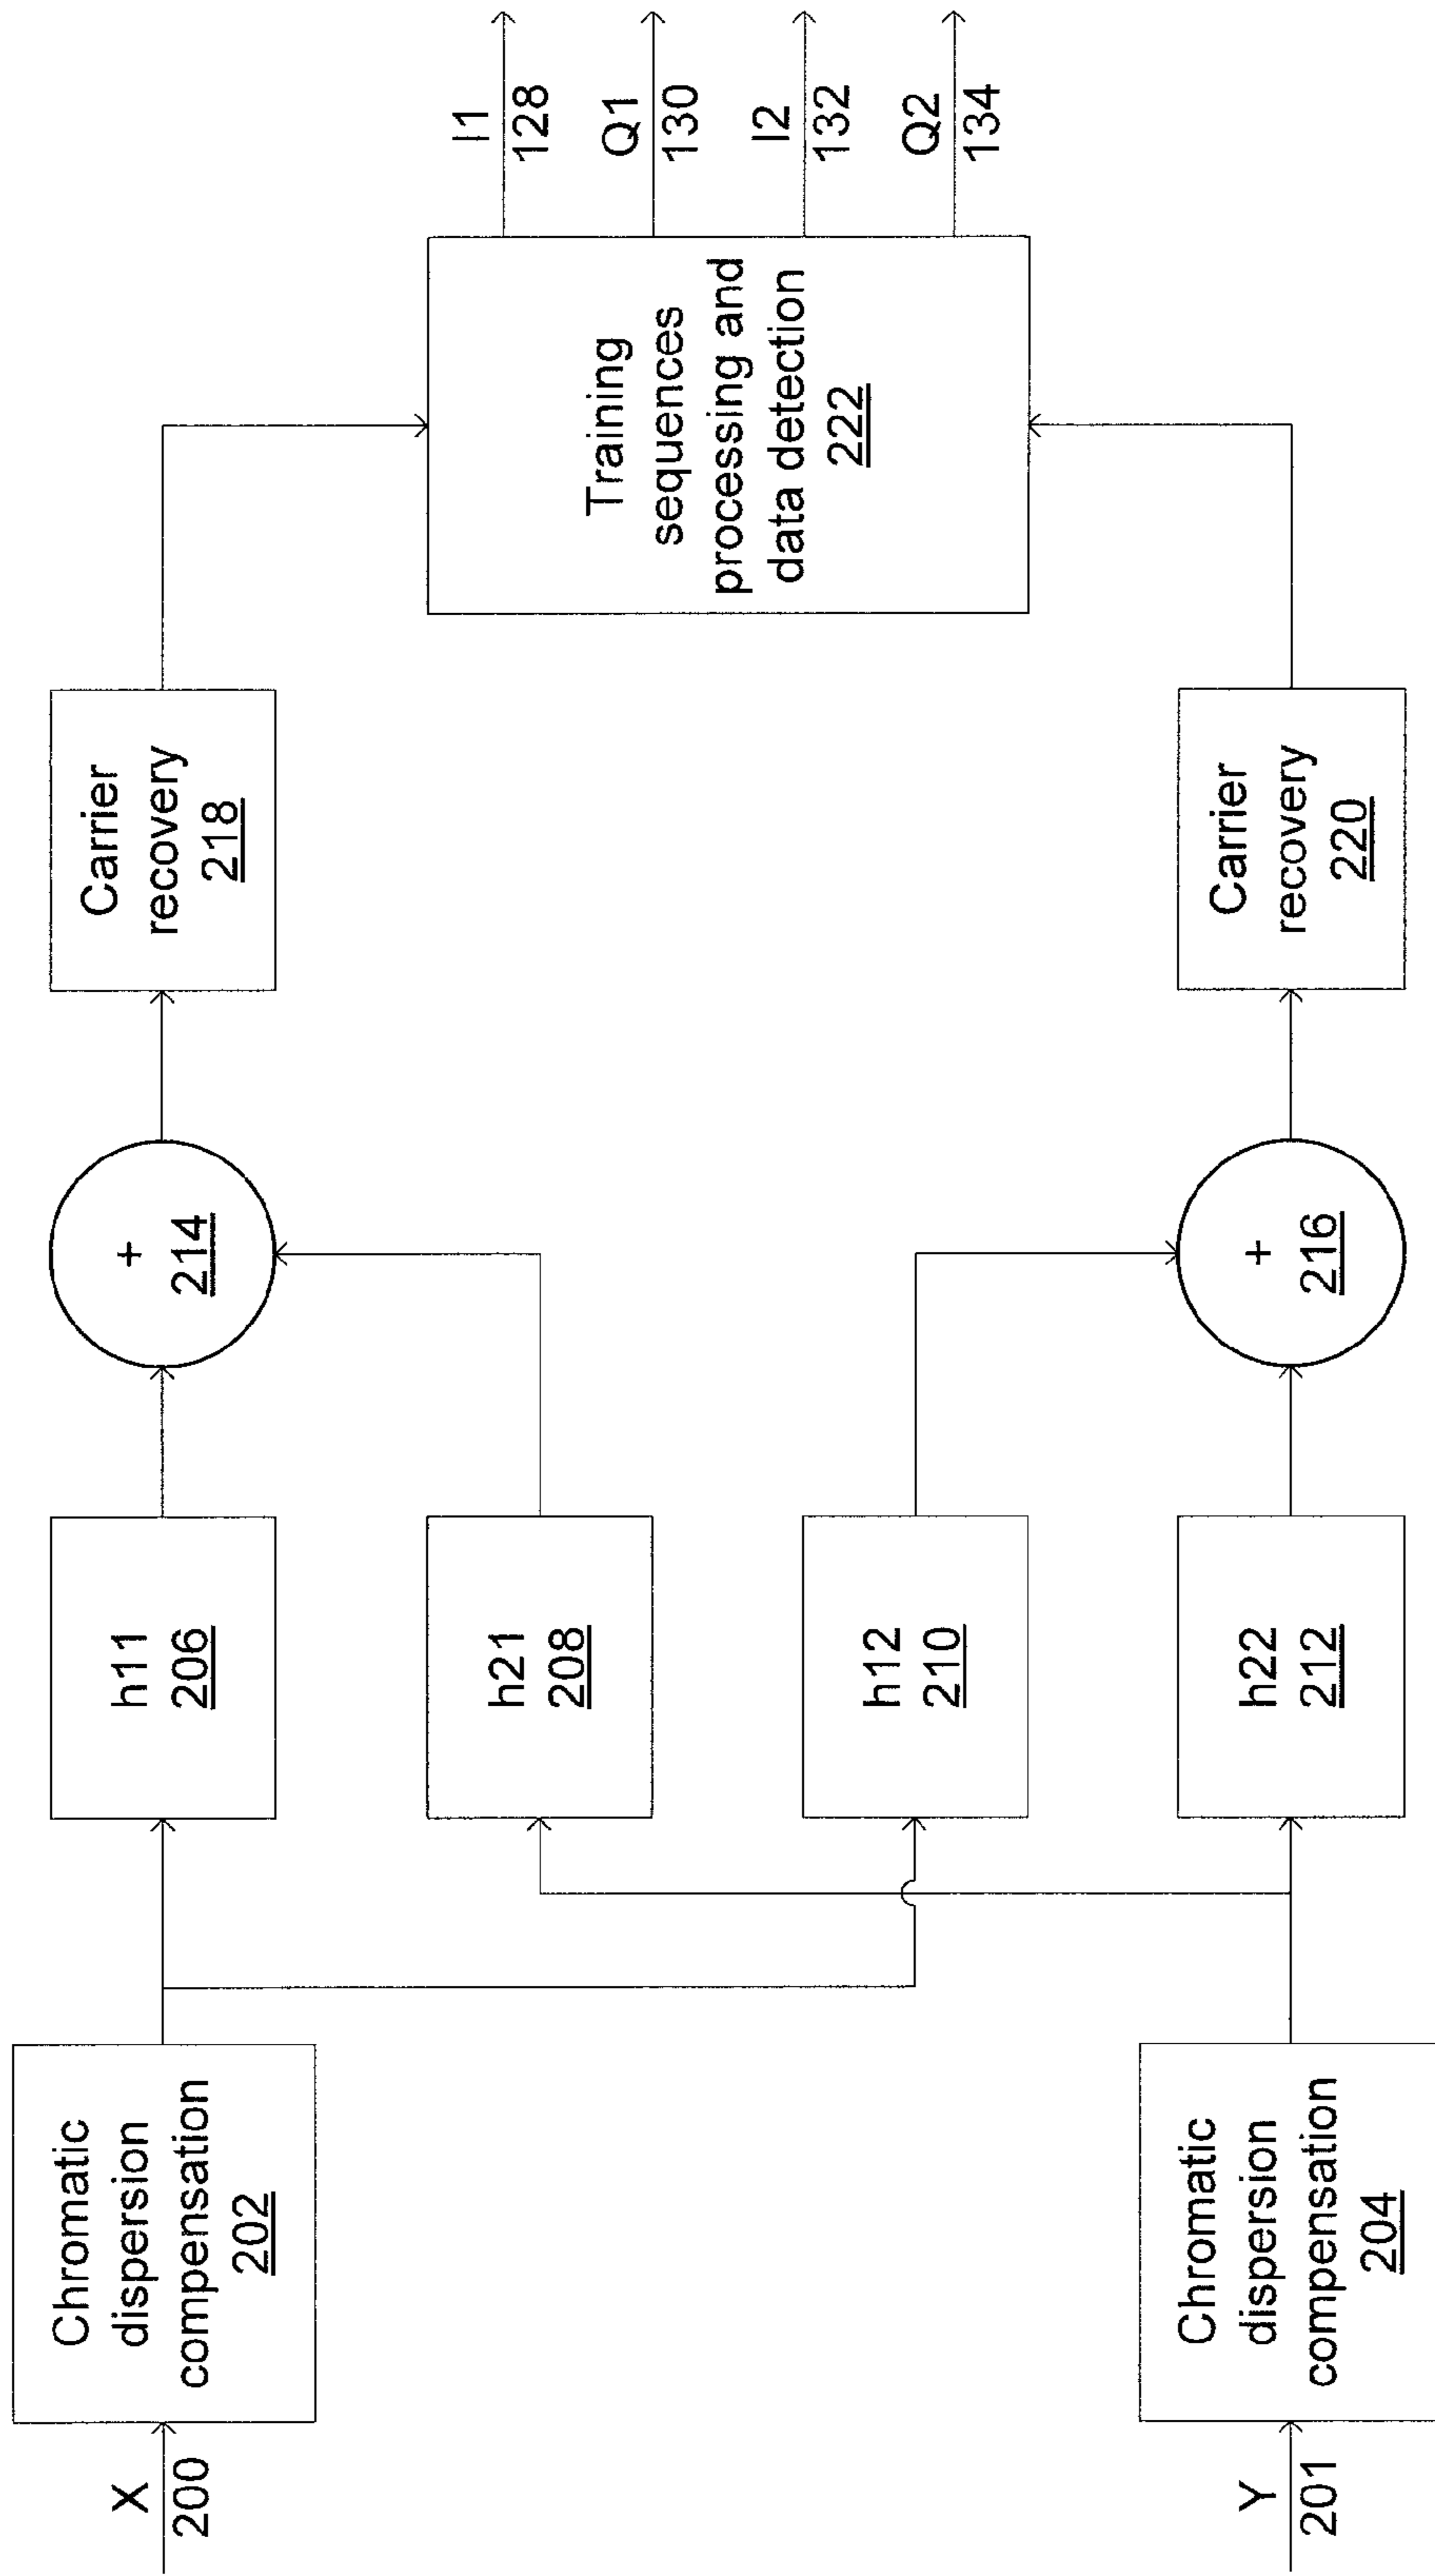 X
200
Chromatic
dispersion
compensation
202
h11
206
+
214
Carrier
recovery
218
h21
208
h12
210
Y
201
Chromatic
dispersion
compensation
204
h22
212
+
216
Carrier
recovery
220
Training
sequences
processing and
data detection
222
I1
128
Q1
130
I2
132
Q2
134